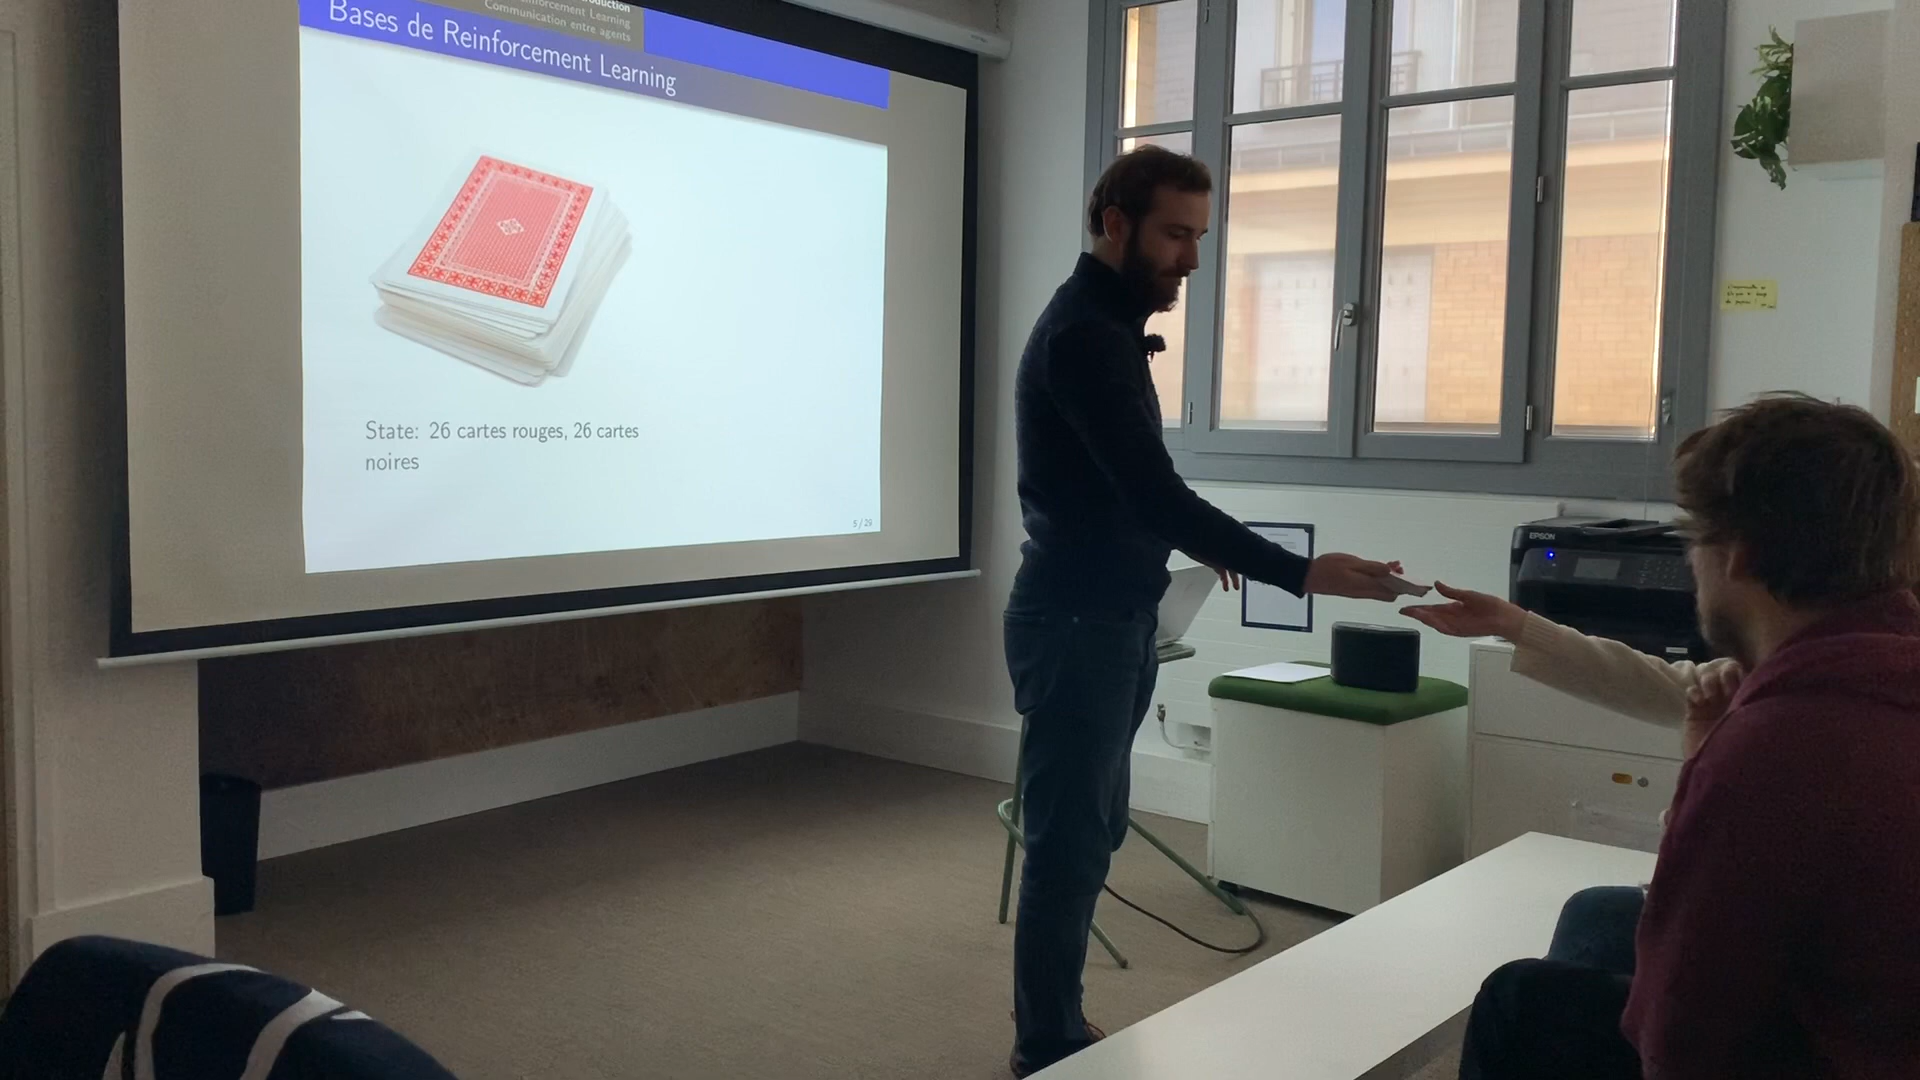 Reinforcement Learning
Communication entre agents
Bases de Reinforcement Learning
State: 26 cartes rouges, 26 cartes
noires
5 / 29
EPSON